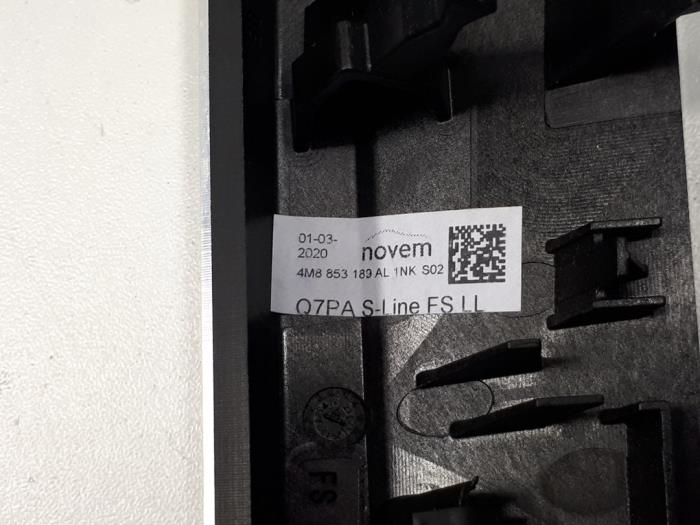 01-03-
2020
novem
4M8 853 189 AL 1NK S02
Q7PA S-Line FS LL
FS